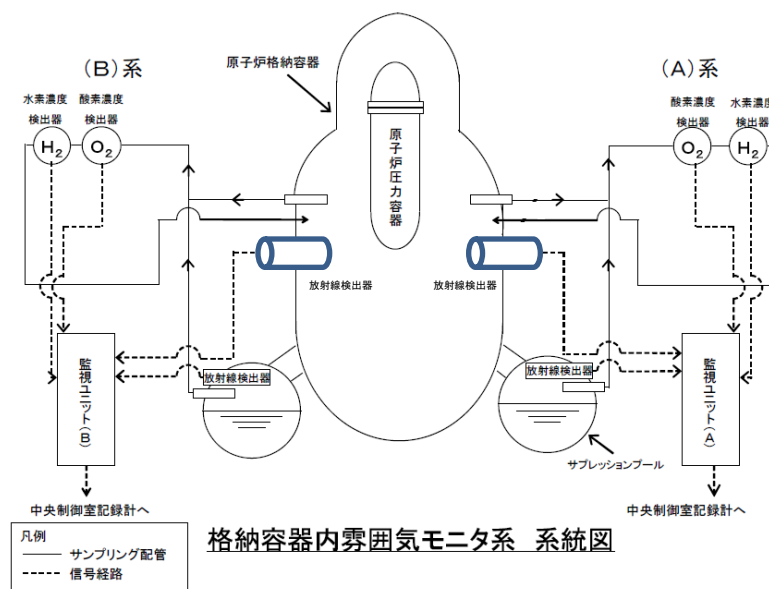 (B)系
原子炉格納容器
(A)系
水素濃度
検出器
酸素濃度
検出器
酸素濃度
検出器
水素濃度
検出器
H2
O2
O2
H2
原子炉圧力容器
放射線検出器
放射線検出器
放射線検出器
放射線検出器
監視ユニット(B)
監視ユニット(A)
サプレッションプール
中央制御室記録計へ
中央制御室記録計へ
凡例
サンプリング配管
信号経路
格納容器内雰囲気モニタ系 系統図